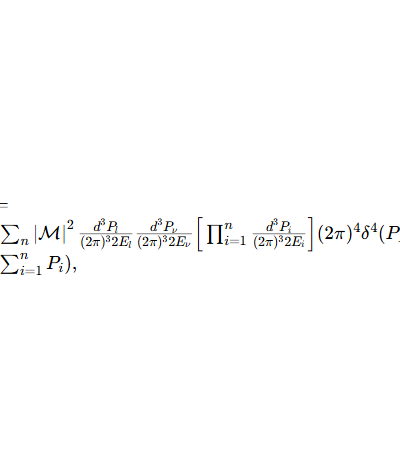 =
∑_n |ℳ|² d³P_l/((2π)³2E_l) d³P_ν/((2π)³2E_ν) [∏_{i=1}^n d³P_i/((2π)³2E_i)] (2π)⁴δ⁴(P
∑_{i=1}^n P_i),